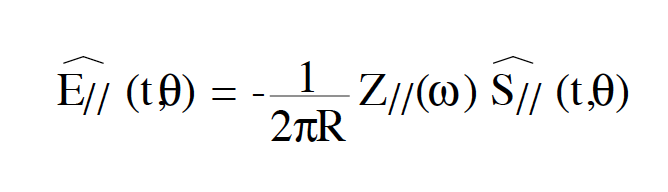 Ê// (t,θ) = - 1/2πR Z//(ω) Ŝ// (t,θ)